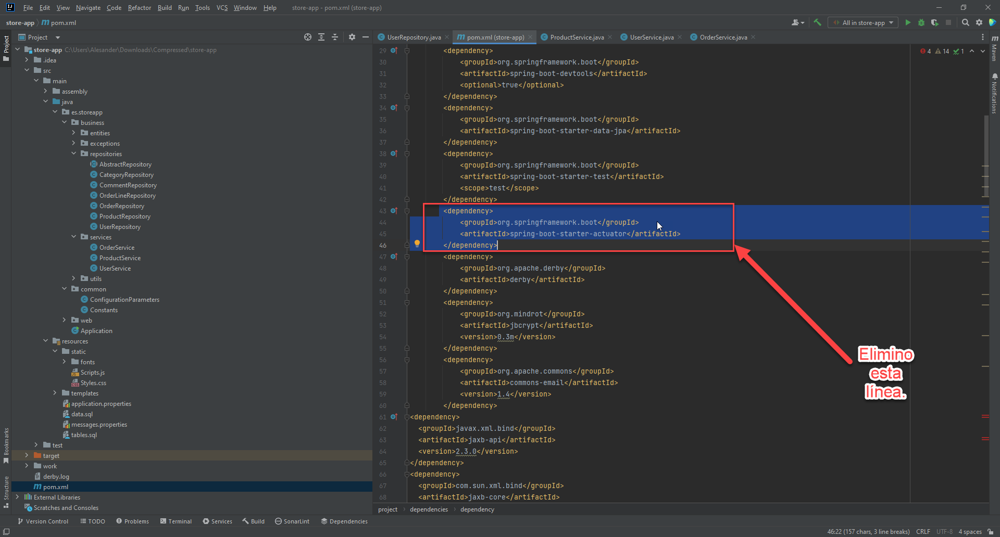 File Edit View Navigate Code Refactor Build Run Tools VCS Window Help store-app - pom.xml (store-app)
store-app pom.xml
All in store-app
Project
UserRepository.java pom.xml (store-app) ProductService.java UserService.java OrderService.java
Project
Maven
Notifications
4 14 1
store-app C:\Users\Alesander\Downloads\Compressed\store-app
.idea
src
main
assembly
java
es.storeapp
business
entities
exceptions
repositories
AbstractRepository
CategoryRepository
CommentRepository
OrderLineRepository
OrderRepository
ProductRepository
UserRepository
services
OrderService
ProductService
UserService
utils
common
ConfigurationParameters
Constants
web
Application
resources
static
fonts
Scripts.js
Styles.css
templates
application.properties
data.sql
messages.properties
tables.sql
test
target
work
derby.log
pom.xml
External Libraries
Scratches and Consoles
Bookmarks
Structure
29 <dependency>
30 <groupId>org.springframework.boot</groupId>
31 <artifactId>spring-boot-devtools</artifactId>
32 <optional>true</optional>
33 </dependency>
34 <dependency>
35 <groupId>org.springframework.boot</groupId>
36 <artifactId>spring-boot-starter-data-jpa</artifactId>
37 </dependency>
38 <dependency>
39 <groupId>org.springframework.boot</groupId>
40 <artifactId>spring-boot-starter-test</artifactId>
41 <scope>test</scope>
42 </dependency>
43 <dependency>
44 <groupId>org.springframework.boot</groupId>
45 <artifactId>spring-boot-starter-actuator</artifactId>
46 </dependency>
47 <dependency>
48 <groupId>org.apache.derby</groupId>
49 <artifactId>derby</artifactId>
50 </dependency>
51 <dependency>
52 <groupId>org.mindrot</groupId>
53 <artifactId>jbcrypt</artifactId>
54 <version>0.3m</version>
55 </dependency>
56 <dependency>
57 <groupId>org.apache.commons</groupId>
58 <artifactId>commons-email</artifactId>
59 <version>1.4</version>
60 </dependency>
61 <dependency>
62 <groupId>javax.xml.bind</groupId>
63 <artifactId>jaxb-api</artifactId>
64 <version>2.3.0</version>
65 </dependency>
66 <dependency>
67 <groupId>com.sun.xml.bind</groupId>
68 <artifactId>jaxb-core</artifactId>
Elimino
esta
línea.
project dependencies dependency
Version Control TODO Problems Terminal Services Build SonarLint Dependencies
46:22 (157 chars, 3 line breaks) CRLF UTF-8 4 spaces